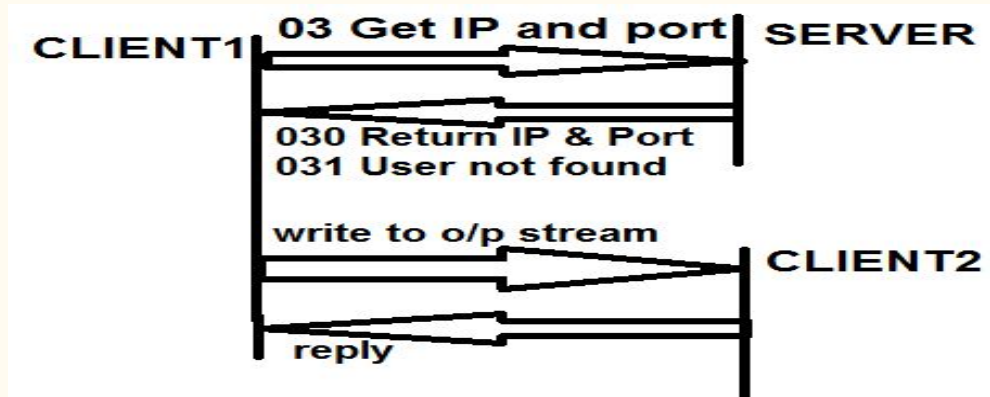 03 Get IP and port
CLIENT1
SERVER
030 Return IP & Port
031 User not found
write to o/p stream
CLIENT2
reply